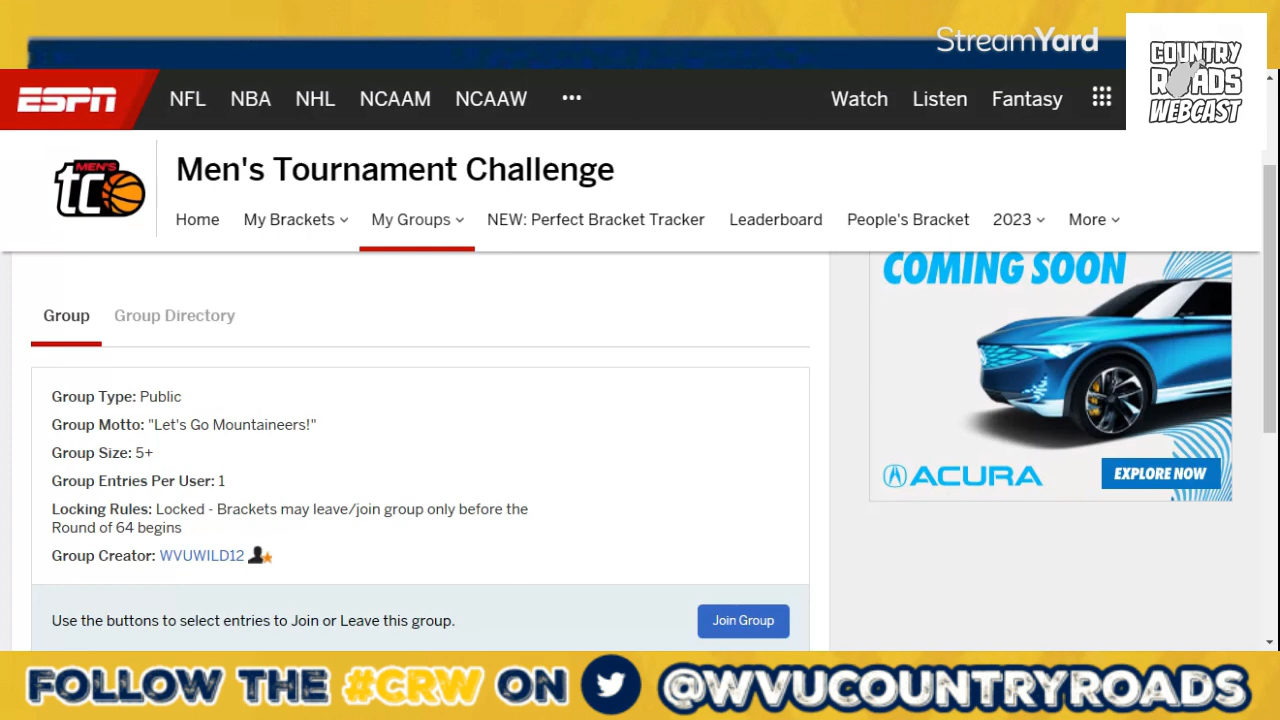 StreamYard
COUNTRY
ROADS
WEBCAST
ESPN NFL NBA NHL NCAAM NCAAW ••• Watch Listen Fantasy
MEN'S
tc
Men's Tournament Challenge
Home My Brackets My Groups NEW: Perfect Bracket Tracker Leaderboard People's Bracket 2023 More
COMING SOON
Group Group Directory
Group Type: Public
Group Motto: "Let's Go Mountaineers!"
Group Size: 5+
Group Entries Per User: 1
Locking Rules: Locked - Brackets may leave/join group only before the
Round of 64 begins
Group Creator: WVUWILD12
ACURA EXPLORE NOW
Use the buttons to select entries to Join or Leave this group. Join Group
FOLLOW THE #CRW ON @WVUCOUNTRYROADS